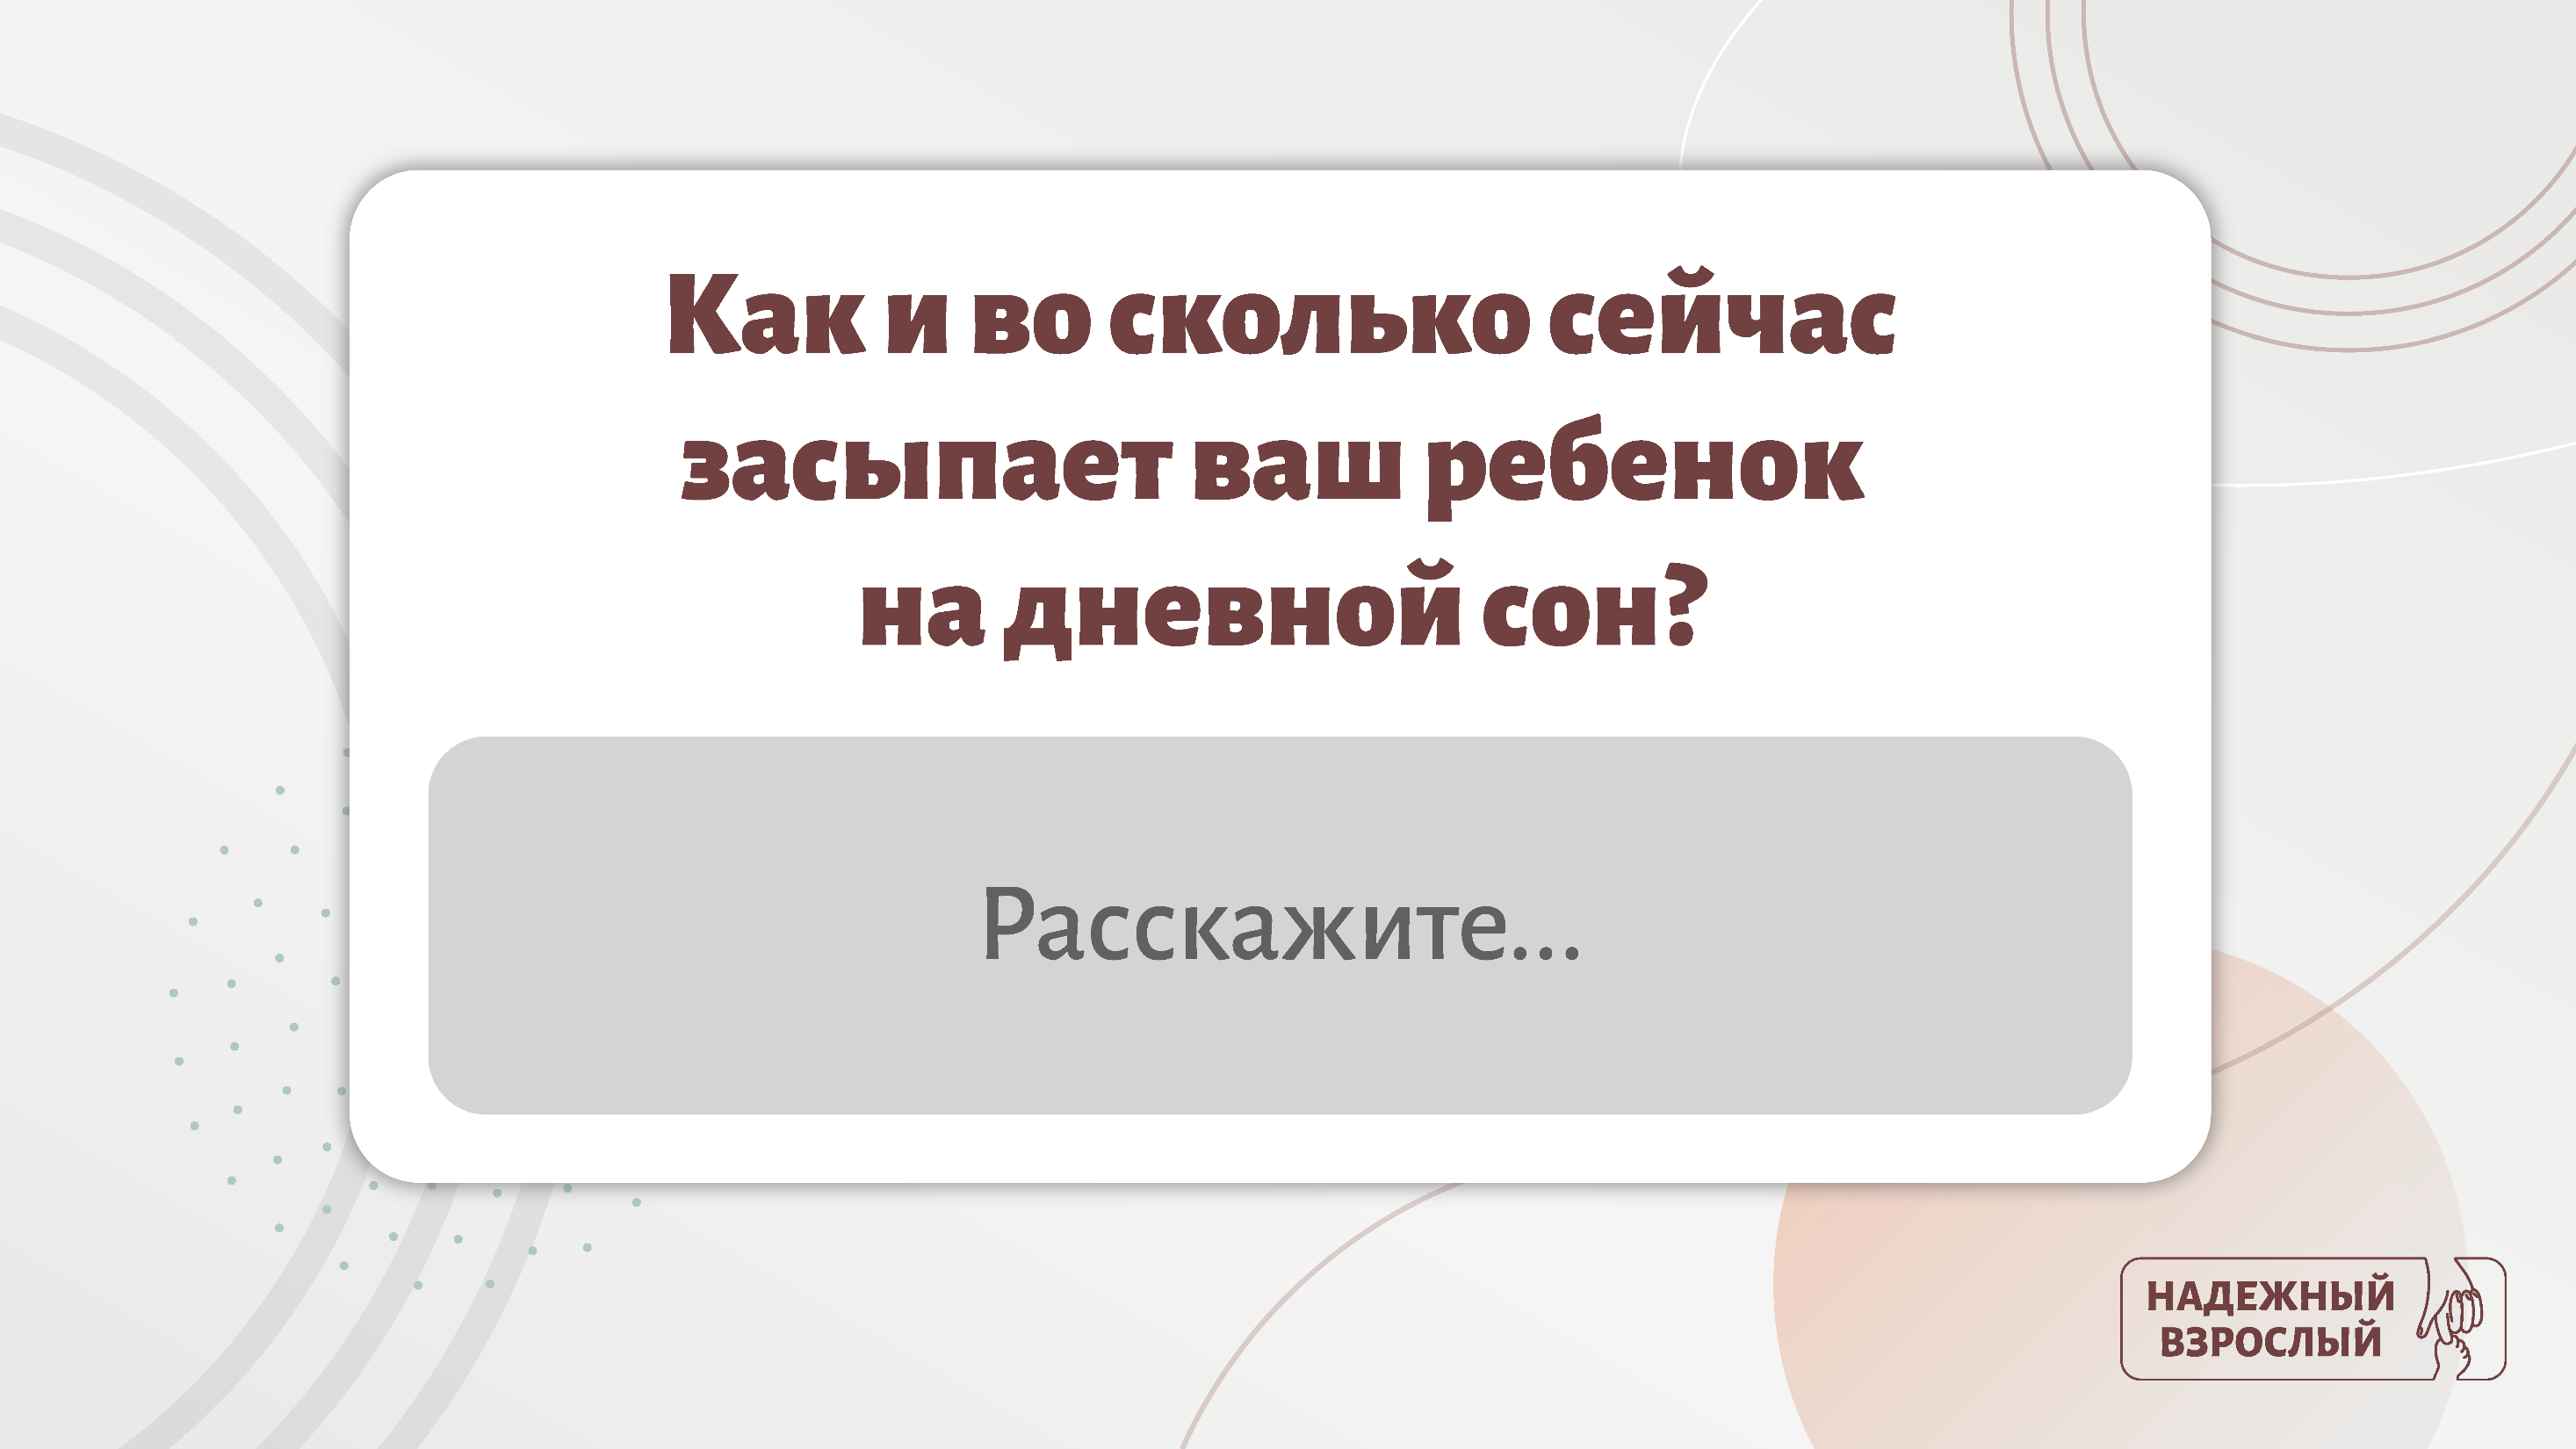 Как и во сколько сейчас
засыпает ваш ребенок
на дневной сон?
Расскажите...
НАДЕЖНЫЙ
ВЗРОСЛЫЙ